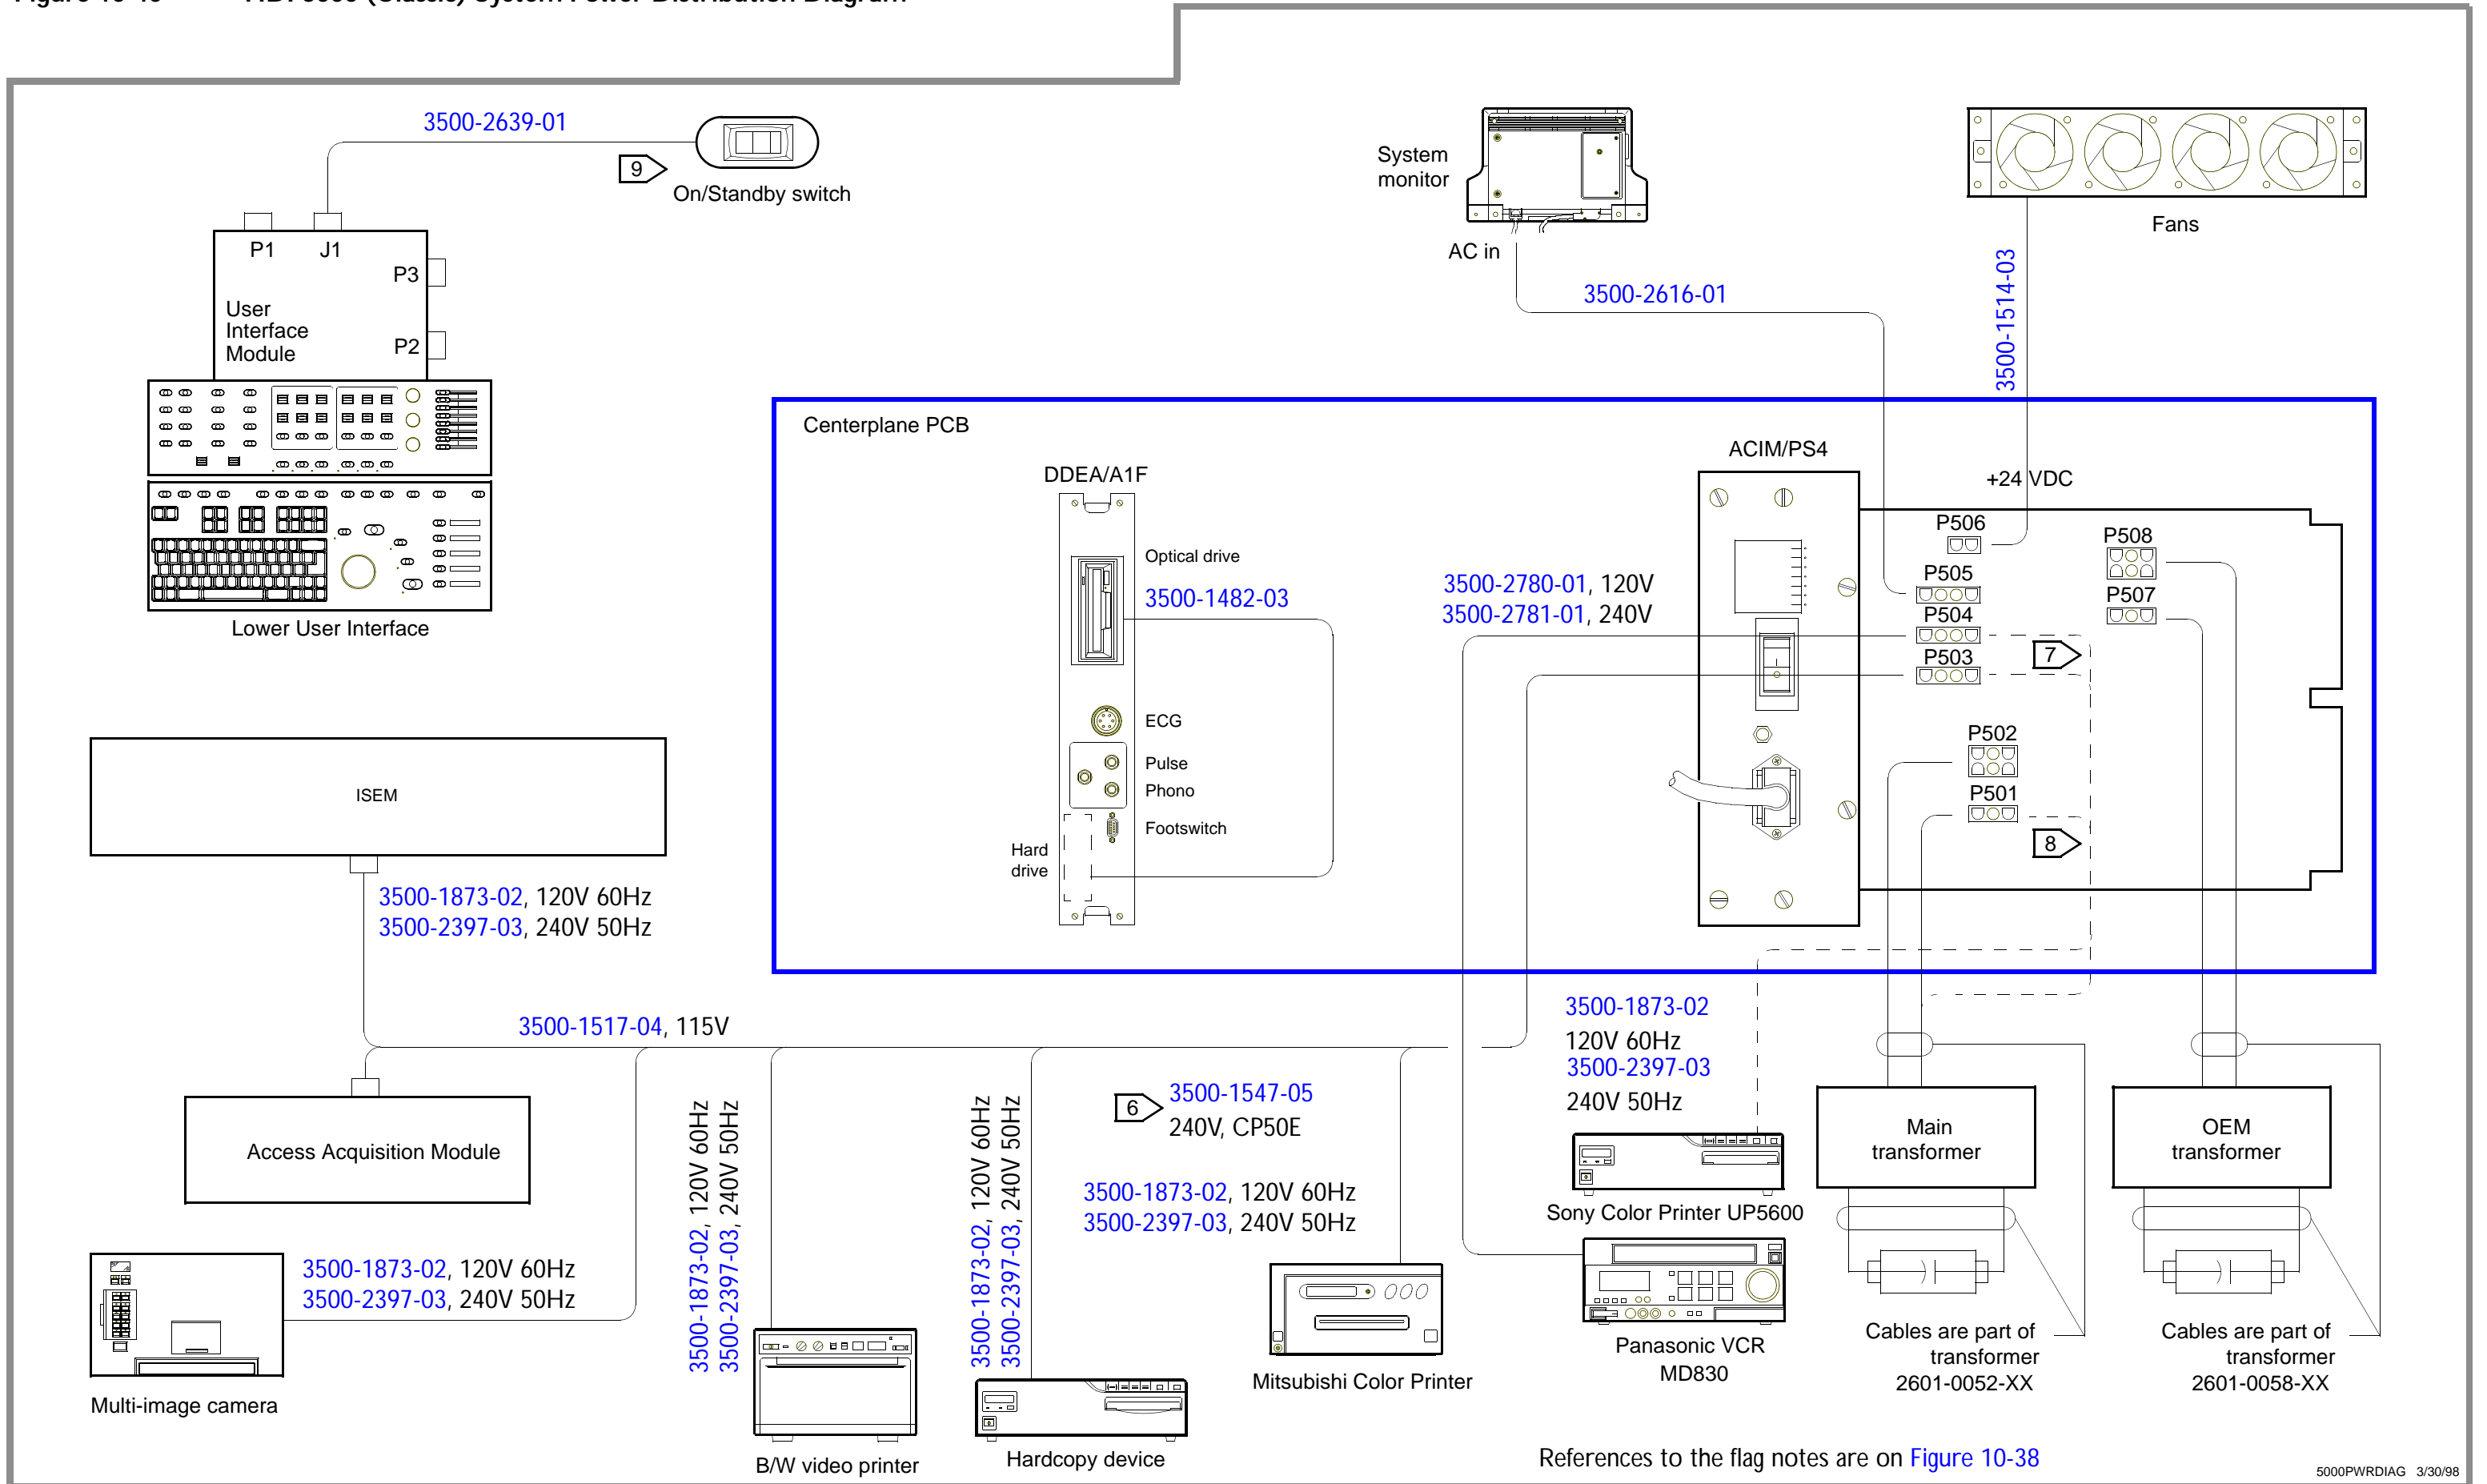 3500-2639-01
9
On/Standby switch
P1
J1
P3
P2
User
Interface
Module
Lower User Interface
System
monitor
AC in
3500-2616-01
3500-1514-03
Fans
Centerplane PCB
DDEA/A1F
Optical drive
3500-1482-03
ECG
Pulse
Phono
Footswitch
Hard
drive
ACIM/PS4
+24 VDC
3500-2780-01, 120V
3500-2781-01, 240V
P506
P505
P504
P503
P508
P507
7
P502
P501
8
ISEM
3500-1873-02, 120V 60Hz
3500-2397-03, 240V 50Hz
3500-1517-04, 115V
Access Acquisition Module
3500-1873-02, 120V 60Hz
3500-2397-03, 240V 50Hz
Multi-image camera
3500-1873-02, 120V 60Hz
3500-2397-03, 240V 50Hz
B/W video printer
3500-1873-02, 120V 60Hz
3500-2397-03, 240V 50Hz
Hardcopy device
6
3500-1547-05
240V, CP50E
3500-1873-02, 120V 60Hz
3500-2397-03, 240V 50Hz
Mitsubishi Color Printer
3500-1873-02
120V 60Hz
3500-2397-03
240V 50Hz
Sony Color Printer UP5600
Panasonic VCR
MD830
Main
transformer
Cables are part of
transformer
2601-0052-XX
OEM
transformer
Cables are part of
transformer
2601-0058-XX
References to the flag notes are on Figure 10-38
5000PWRDIAG 3/30/98